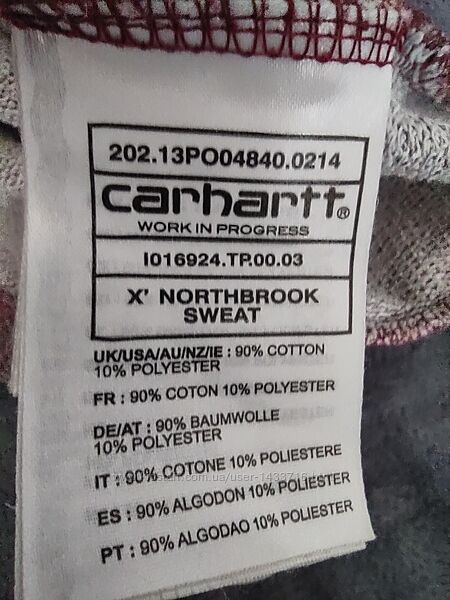 202.13PO04840.0214
carhartt®
WORK IN PROGRESS
I016924.TP.00.03
X' NORTHBROOK
SWEAT
UK/USA/AU/NZ/IE : 90% COTTON
10% POLYESTER
FR : 90% COTON 10% POLYESTER
DE/AT : 90% BAUMWOLLE
10% POLYESTER
IT : 90% COTONE 10% POLIESTERE
ES : 90% ALGODON 10% POLIESTER
PT : 90% ALGODAO 10% POLIESTER